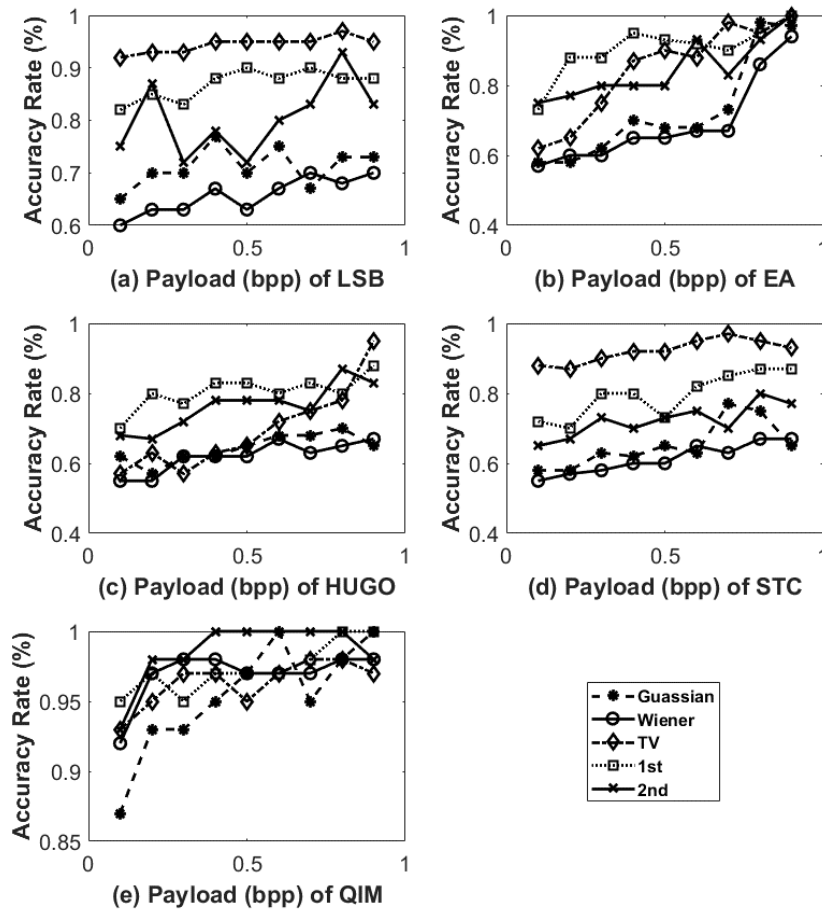 1
0.9
0.8
0.7
0.6
0 0.5 1
Accuracy Rate (%)
(a) Payload (bpp) of LSB
1
0.8
0.6
0.4
0 0.5 1
Accuracy Rate (%)
(b) Payload (bpp) of EA
1
0.8
0.6
0.4
0 0.5 1
Accuracy Rate (%)
(c) Payload (bpp) of HUGO
1
0.8
0.6
0.4
0 0.5 1
Accuracy Rate (%)
(d) Payload (bpp) of STC
1
0.95
0.9
0.85
0 0.5 1
Accuracy Rate (%)
(e) Payload (bpp) of QIM
Guassian
Wiener
TV
1st
2nd